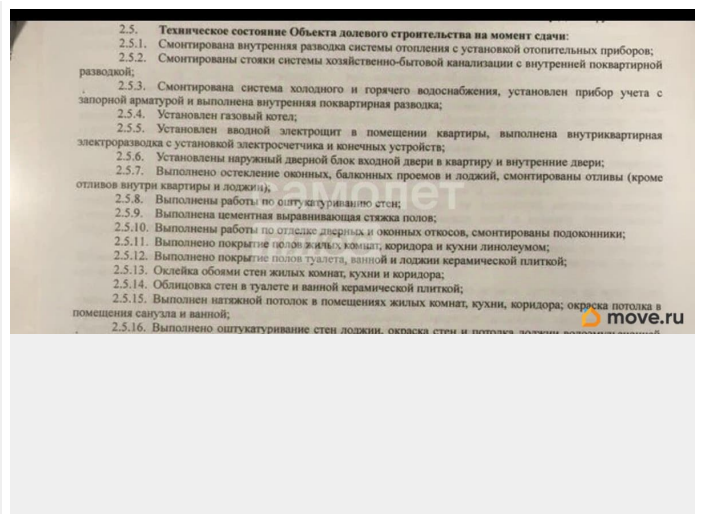 2.5. Техническое состояние Объекта долевого строительства на момент сдачи:
2.5.1. Смонтирована внутренняя разводка системы отопления с установкой отопительных приборов;
2.5.2. Смонтированы стояки системы хозяйственно-бытовой канализации с внутренней поквартирной
разводкой;
2.5.3. Смонтирована система холодного и горячего водоснабжения, установлен прибор учета с
запорной арматурой и выполнена внутренняя поквартирная разводка;
2.5.4. Установлен газовый котел;
2.5.5. Установлен вводной электрощит в помещении квартиры, выполнена внутриквартирная
электроразводка с установкой электросчетчика и конечных устройств;
2.5.6. Установлены наружный дверной блок входной двери в квартиру и внутренние двери;
2.5.7. Выполнено остекление оконных, балконных проемов и лоджий, смонтированы отливы (кроме
отливов внутри квартиры и лоджии);
самолет
2.5.8. Выполнены работы по оштукатуриванию стен;
2.5.9. Выполнена цементная выравнивающая стяжка полов;
2.5.10. Выполнены работы по отделке дверных и оконных откосов, смонтированы подоконники;
2.5.11. Выполнено покрытие полов жилых комнат, коридора и кухни линолеумом;
2.5.12. Выполнено покрытие полов туалета, ванной и лоджии керамической плиткой;
2.5.13. Оклейка обоями стен жилых комнат, кухни и коридора;
2.5.14. Облицовка стен в туалете и ванной керамической плиткой;
2.5.15. Выполнен натяжной потолок в помещениях жилых комнат, кухни, коридора; окраска потолка в
помещения санузла и ванной;
move.ru
2.5.16. Выполнено оштукатуривание стен лоджии, окраска стен и потолка лоджии